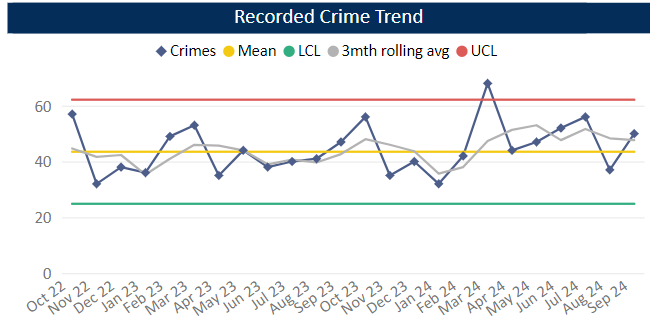 Recorded Crime Trend
Crimes Mean LCL 3mth rolling avg UCL
60
40
20
0
Oct 22 Nov 22 Dec 22 Jan 23 Feb 23 Mar 23 Apr 23 May 23 Jun 23 Jul 23 Aug 23 Sep 23 Oct 23 Nov 23 Dec 23 Jan 24 Feb 24 Mar 24 Apr 24 May 24 Jun 24 Jul 24 Aug 24 Sep 24